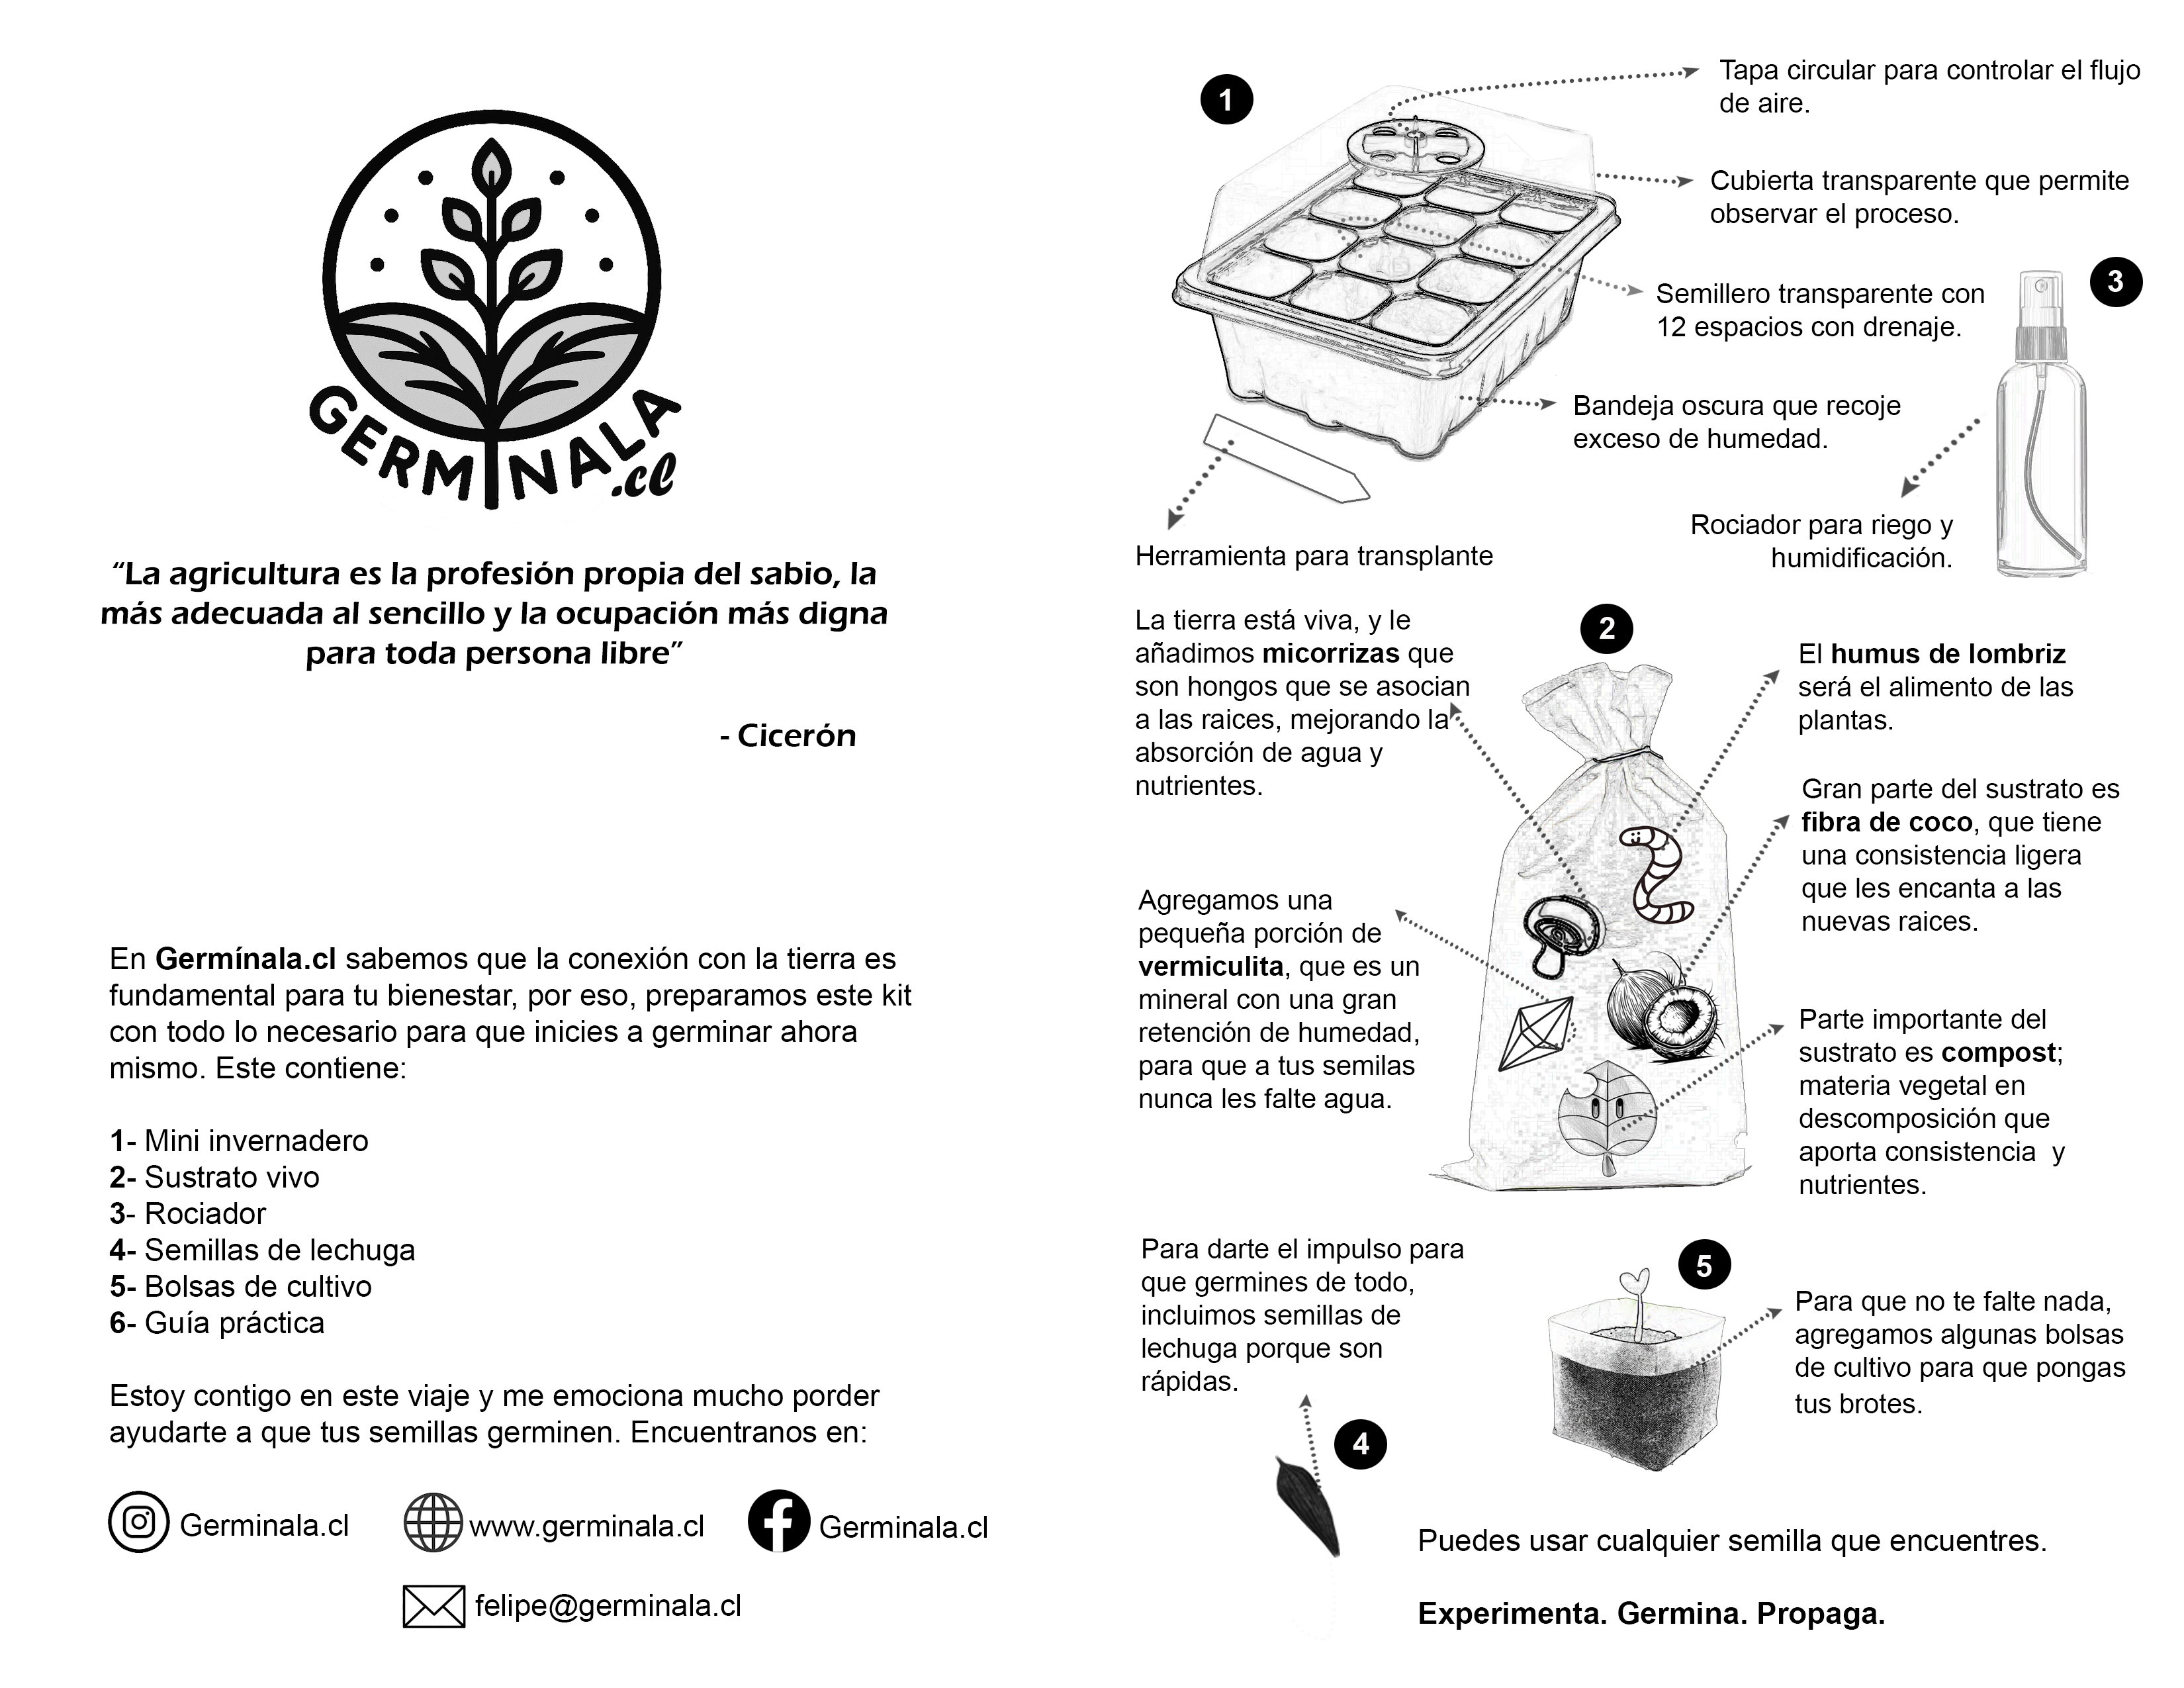 GERMINALA
.cl
“La agricultura es la profesión propia del sabio, la
más adecuada al sencillo y la ocupación más digna
para toda persona libre”
- Cicerón
En Germínala.cl sabemos que la conexión con la tierra es
fundamental para tu bienestar, por eso, preparamos este kit
con todo lo necesario para que inicies a germinar ahora
mismo. Este contiene:
1- Mini invernadero
2- Sustrato vivo
3- Rociador
4- Semillas de lechuga
5- Bolsas de cultivo
6- Guía práctica
Estoy contigo en este viaje y me emociona mucho porder
ayudarte a que tus semillas germinen. Encuentranos en:
Germinala.cl
www.germinala.cl
Germinala.cl
felipe@germinala.cl
1
Tapa circular para controlar el flujo
de aire.
Cubierta transparente que permite
observar el proceso.
Semillero transparente con
12 espacios con drenaje.
Bandeja oscura que recoje
exceso de humedad.
Herramienta para transplante
3
Rociador para riego y
humidificación.
2
La tierra está viva, y le
añadimos micorrizas que
son hongos que se asocian
a las raices, mejorando la
absorción de agua y
nutrientes.
El humus de lombriz
será el alimento de las
plantas.
Gran parte del sustrato es
fibra de coco, que tiene
una consistencia ligera
que les encanta a las
nuevas raices.
Agregamos una
pequeña porción de
vermiculita, que es un
mineral con una gran
retención de humedad,
para que a tus semilas
nunca les falte agua.
Parte importante del
sustrato es compost;
materia vegetal en
descomposición que
aporta consistencia  y
nutrientes.
Para darte el impulso para
que germines de todo,
incluimos semillas de
lechuga porque son
rápidas.
4
5
Para que no te falte nada,
agregamos algunas bolsas
de cultivo para que pongas
tus brotes.
Puedes usar cualquier semilla que encuentres.
Experimenta. Germina. Propaga.